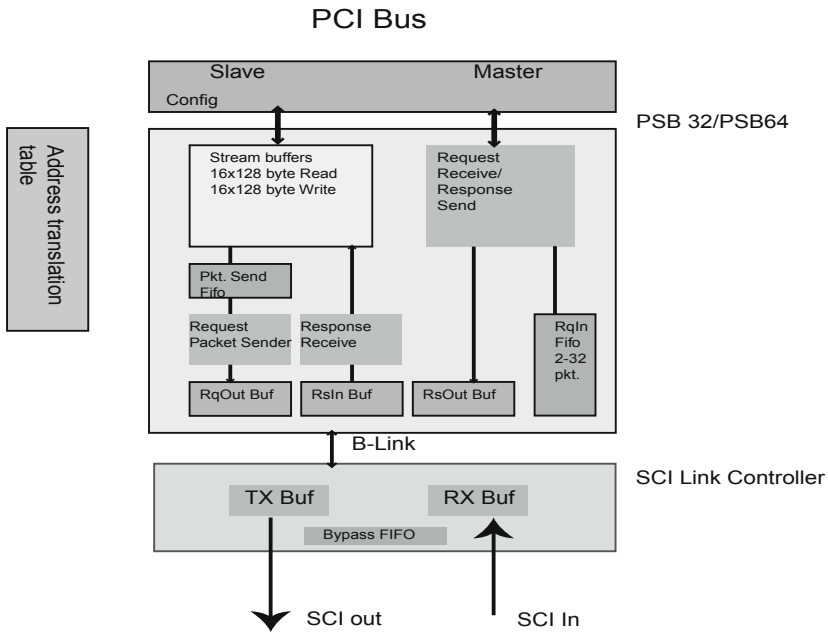 PCI Bus
Slave
Master
Config
PSB 32/PSB64
Address translation
table
Stream buffers
16x128 byte Read
16x128 byte Write
Request
Receive/
Response
Send
Pkt. Send
Fifo
Request
Packet Sender
Response
Receive
RqIn
Fifo
2-32
pkt.
RqOut Buf
RsIn Buf
RsOut Buf
B-Link
SCI Link Controller
TX Buf
RX Buf
Bypass FIFO
SCI out
SCI In